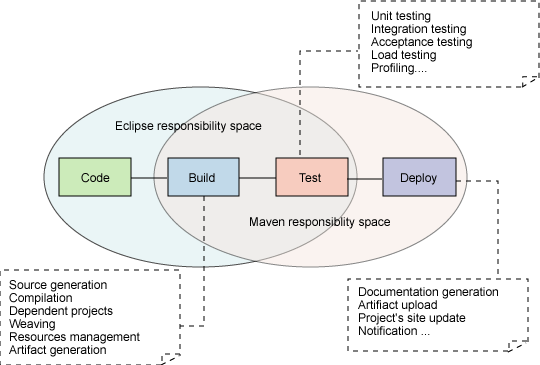 Unit testing
Integration testing
Acceptance testing
Load testing
Profiling....
Eclipse responsibility space
Code
Build
Test
Deploy
Maven responsiblity space
Source generation
Compilation
Dependent projects
Weaving
Resources management
Artifact generation
Documentation generation
Artifiact upload
Project's site update
Notification ...